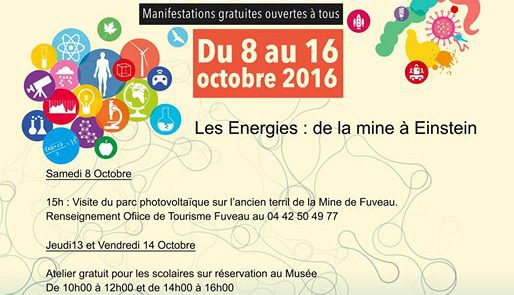 Manifestations gratuites ouvertes à tous
Du 8 au 16
octobre 2016
Les Energies : de la mine à Einstein
Samedi 8 Octobre
15h : Visite du parc photovoltaïque sur l'ancien terril de la Mine de Fuveau.
Renseignement Ofiice de Tourisme Fuveau au 04 42 50 49 77
Jeudi13 et Vendredi 14 Octobre
Atelier gratuit pour les scolaires sur réservation au Musée
De 10h00 à 12h00 et de 14h00 à 16h00